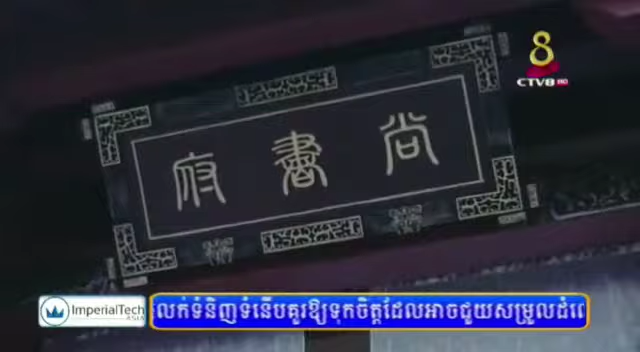 8
CTV8 HD
府 書 尚
ImperialTech
ASIA
លក់ទំនិញទំនើបគួរឱ្យទុកចិត្តដែលអាចជួយសម្រួលដំ